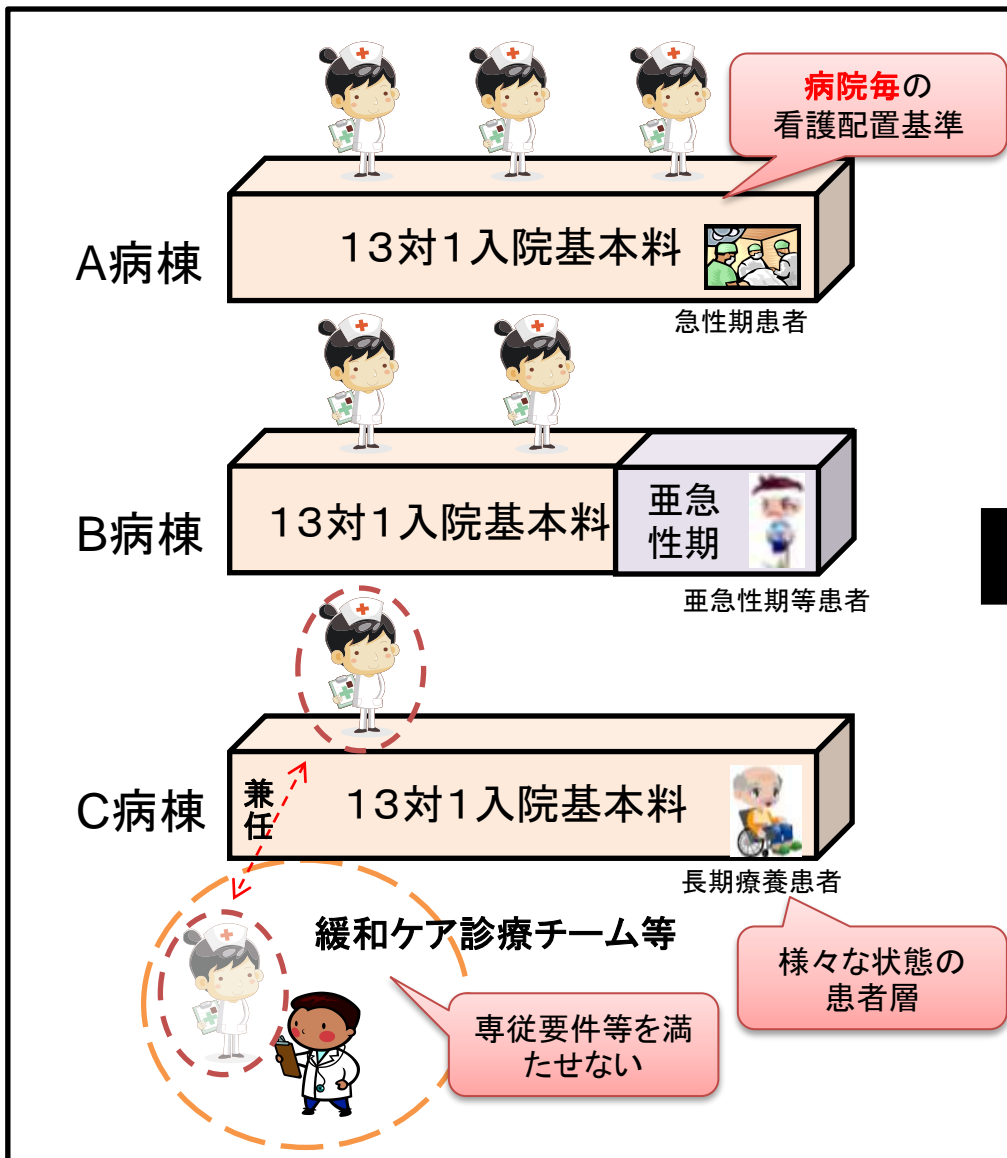 病院毎の
看護配置基準
A病棟
13対1入院基本料
急性期患者
B病棟
13対1入院基本料
亜急
性期
亜急性期等患者
C病棟
兼
任
13対1入院基本料
長期療養患者
緩和ケア診療チーム等
様々な状態の
患者層
専従要件等を満
たせない